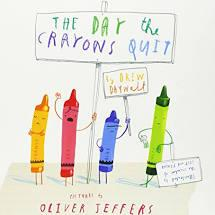 THE DAY the
CRAYONS QUIT
by DREW
DAYWALT
PICTURES by
OLIVER JEFFERS